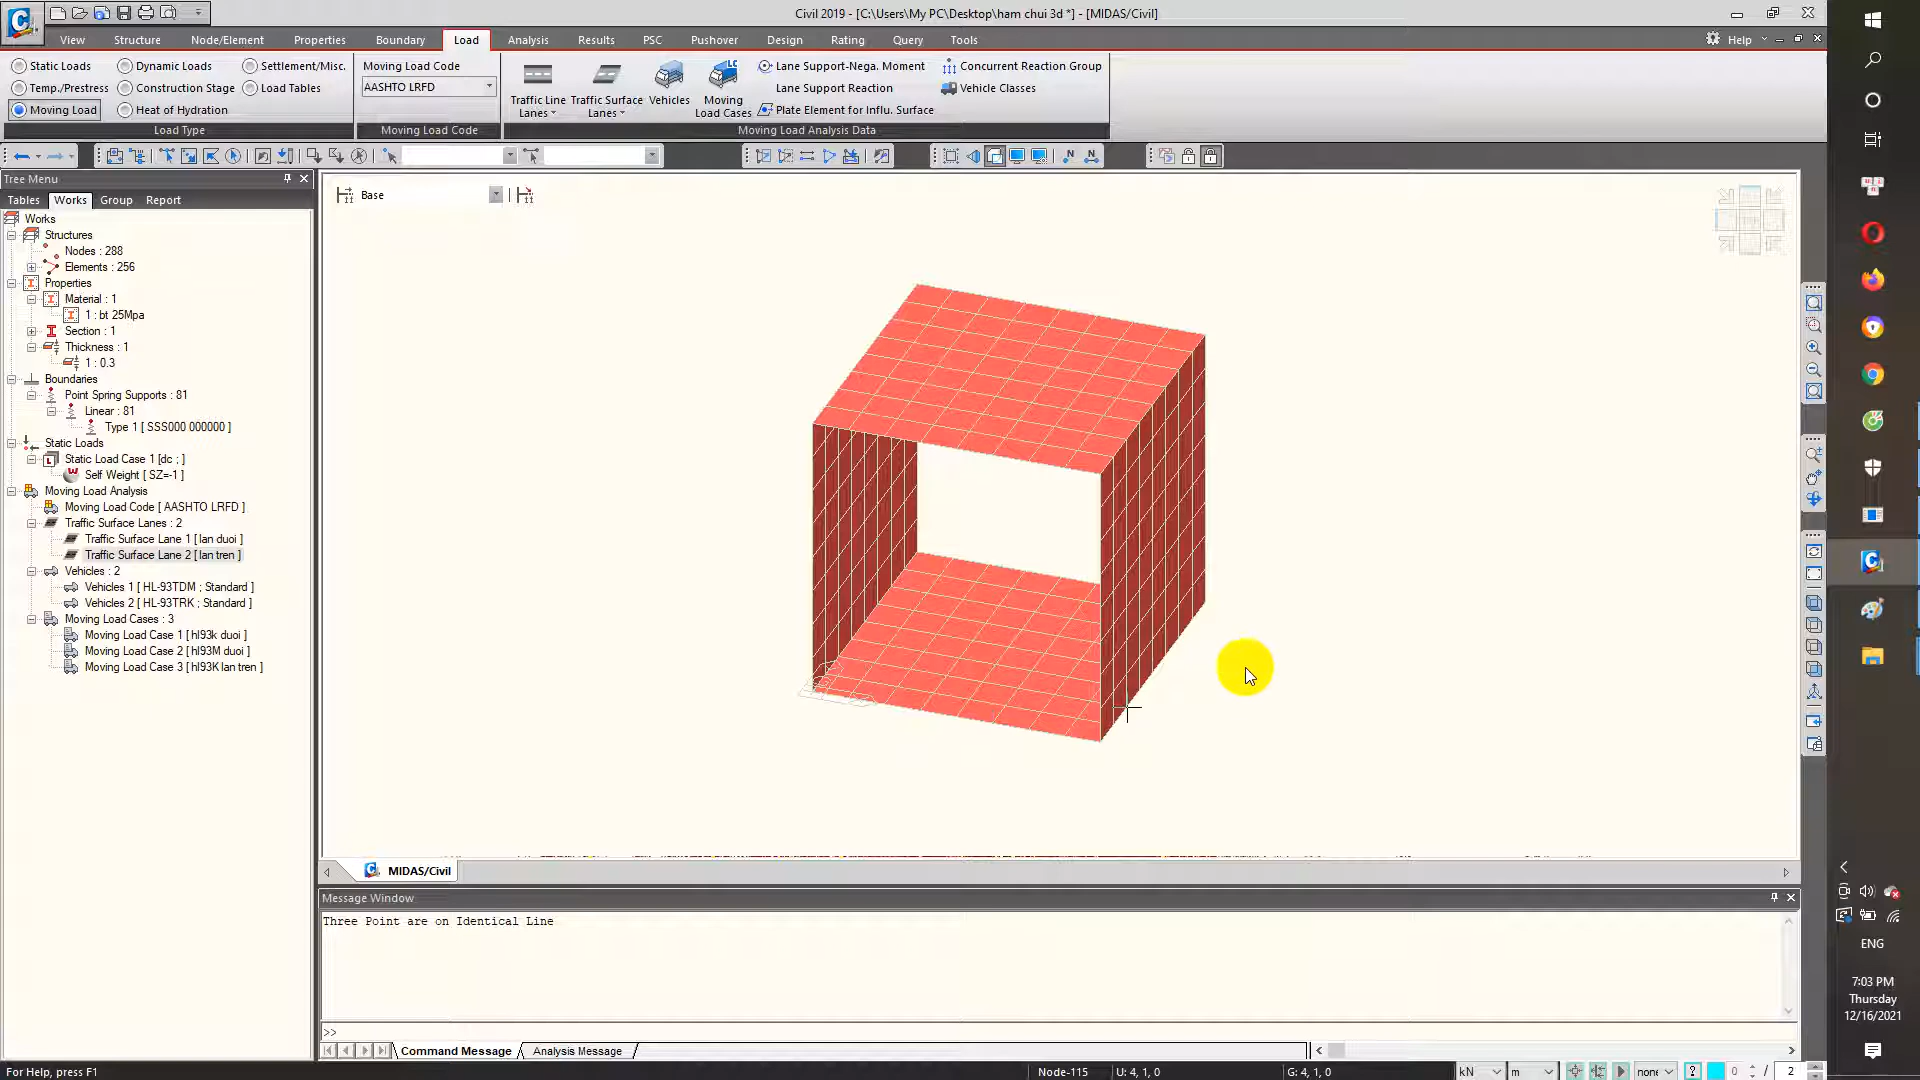 Civil 2019 - [C:\Users\My PC\Desktop\ham chui 3d *] - [MIDAS/Civil]
View Structure Node/Element Properties Boundary Load Analysis Results PSC Pushover Design Rating Query Tools Help
Static Loads Dynamic Loads Settlement/Misc.
Temp./Prestress Construction Stage Load Tables
Moving Load Heat of Hydration
Load Type
Moving Load Code
AASHTO LRFD
Moving Load Code
Traffic Line Lanes
Traffic Surface Lanes
Vehicles
Moving Load Cases
Lane Support-Nega. Moment
Lane Support Reaction
Plate Element for Influ. Surface
Concurrent Reaction Group
Vehicle Classes
Moving Load Analysis Data
Tree Menu
Tables Works Group Report
Works
Structures
Nodes : 288
Elements : 256
Properties
Material : 1
1 : bt 25Mpa
Section : 1
Thickness : 1
1 : 0.3
Boundaries
Point Spring Supports : 81
Linear : 81
Type 1 [ SSS000 000000 ]
Static Loads
Static Load Case 1 [dc ; ]
Self Weight [ SZ=-1 ]
Moving Load Analysis
Moving Load Code [ AASHTO LRFD ]
Traffic Surface Lanes : 2
Traffic Surface Lane 1 [ lan duoi ]
Traffic Surface Lane 2 [ lan tren ]
Vehicles : 2
Vehicles 1 [ HL-93TDM ; Standard ]
Vehicles 2 [ HL-93TRK ; Standard ]
Moving Load Cases : 3
Moving Load Case 1 [ hl93k duoi ]
Moving Load Case 2 [ hl93M duoi ]
Moving Load Case 3 [ hl93K lan tren ]
Base
MIDAS/Civil
Message Window
Three Point are on Identical Line
>>
Command Message Analysis Message
For Help, press F1
Node-115
U: 4, 1, 0
G: 4, 1, 0
kN
m
none
0 / 2
ENG
7:03 PM
Thursday
12/16/2021